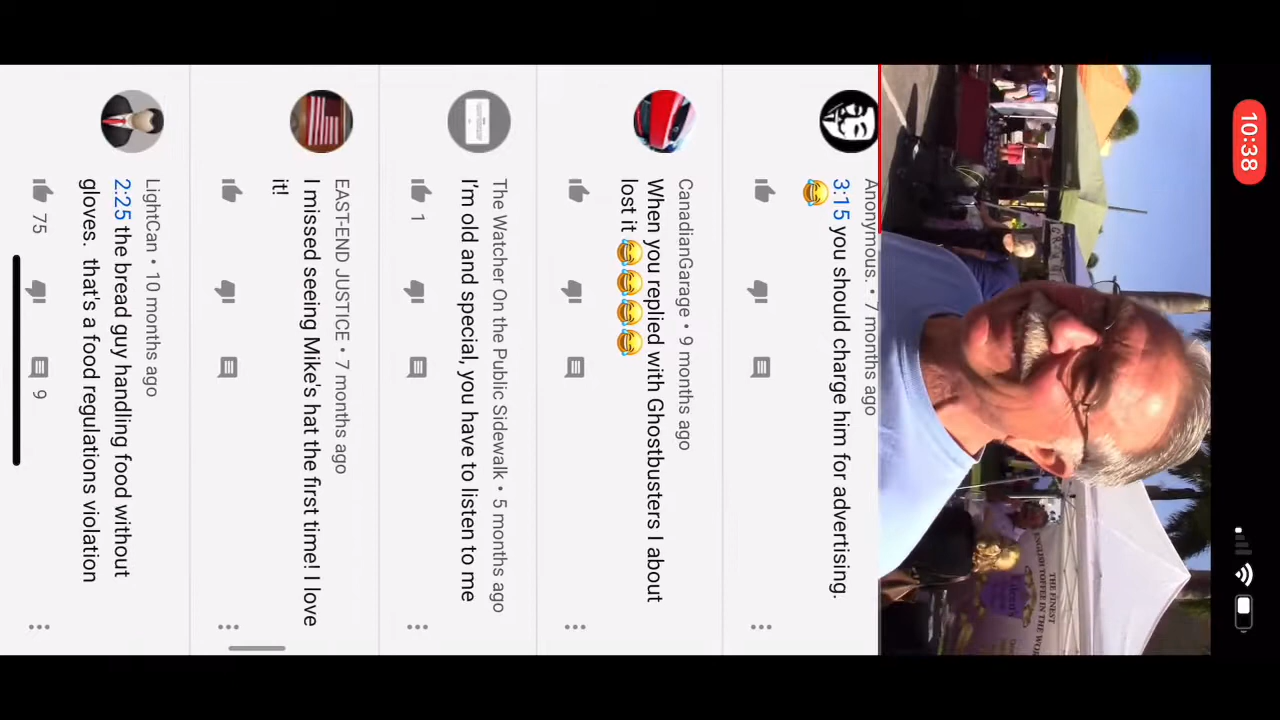 10:38
THE FINEST
ENGLISH TOFFEE IN THE WOR
Anonymous. • 7 months ago
3:15 you should charge him for advertising.
😂
CanadianGarage • 9 months ago
When you replied with Ghostbusters I about
lost it 😂😂😂😂
The Watcher On the Public Sidewalk • 5 months ago
I'm old and special, you have to listen to me
1
EAST-END JUSTICE • 7 months ago
I missed seeing Mike's hat the first time! I love
it!
LightCan • 10 months ago
2:25 the bread guy handling food without
gloves. that's a food regulations violation
75 9